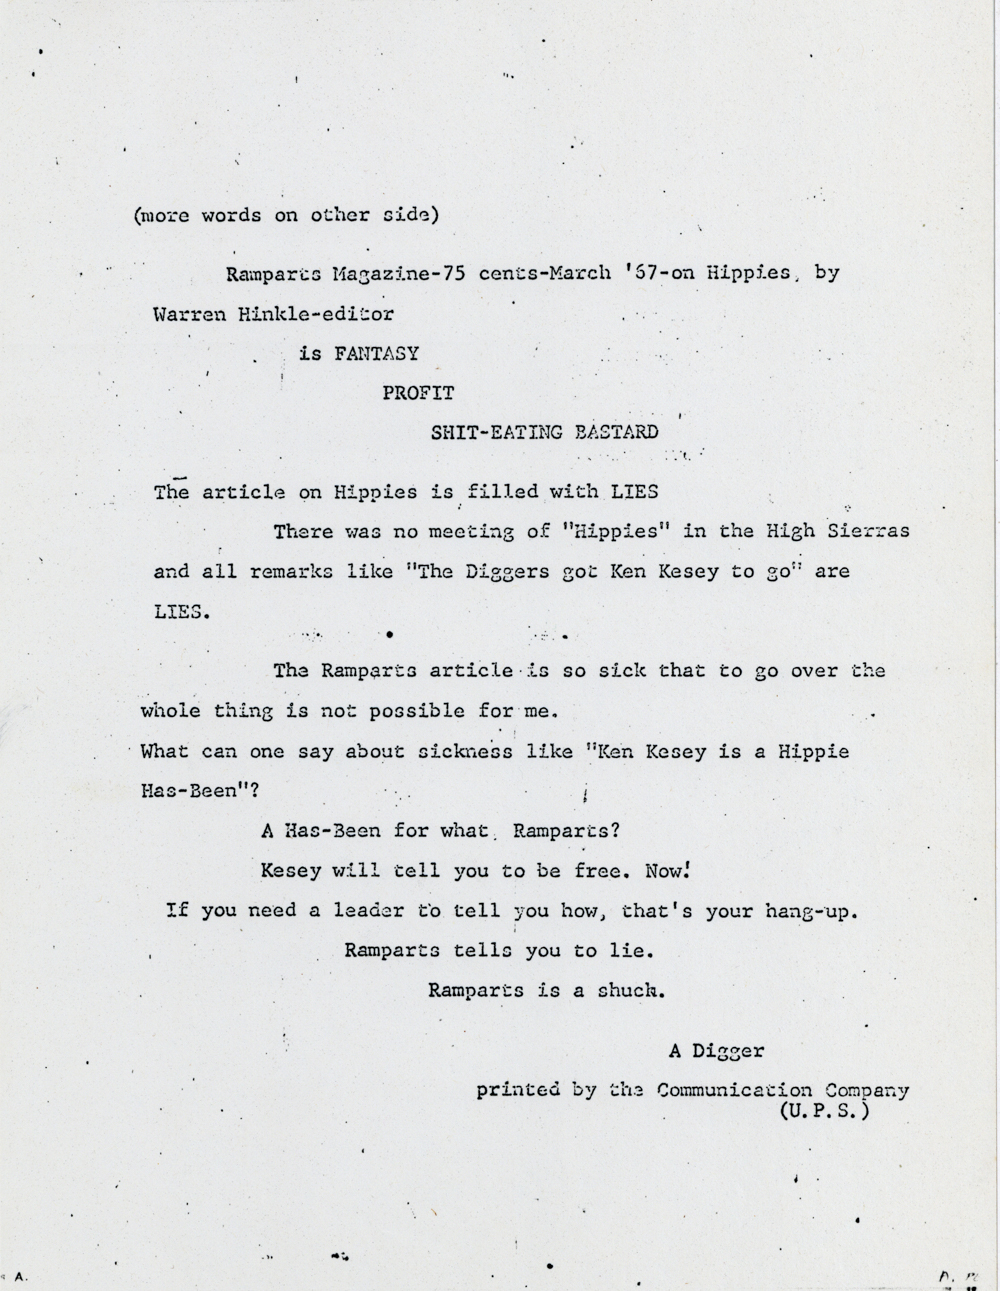 (more words on other side)
Ramparts Magazine-75 cents-March '67-on Hippies, by
Warren Hinkle-editor
is FANTASY
PROFIT
SHIT-EATING BASTARD
The article on Hippies is filled with LIES
There was no meeting of "Hippies" in the High Sierras
and all remarks like "The Diggers got Ken Kesey to go" are
LIES.
The Ramparts article is so sick that to go over the
whole thing is not possible for me.
What can one say about sickness like "Ken Kesey is a Hippie
Has-Been"?
A Has-Been for what. Ramparts?
Kesey will tell you to be free. Now!
If you need a leader to tell you how, that's your hang-up.
Ramparts tells you to lie.
Ramparts is a shuck.
A Digger
printed by the Communication Company
(U.P.S.)
A.